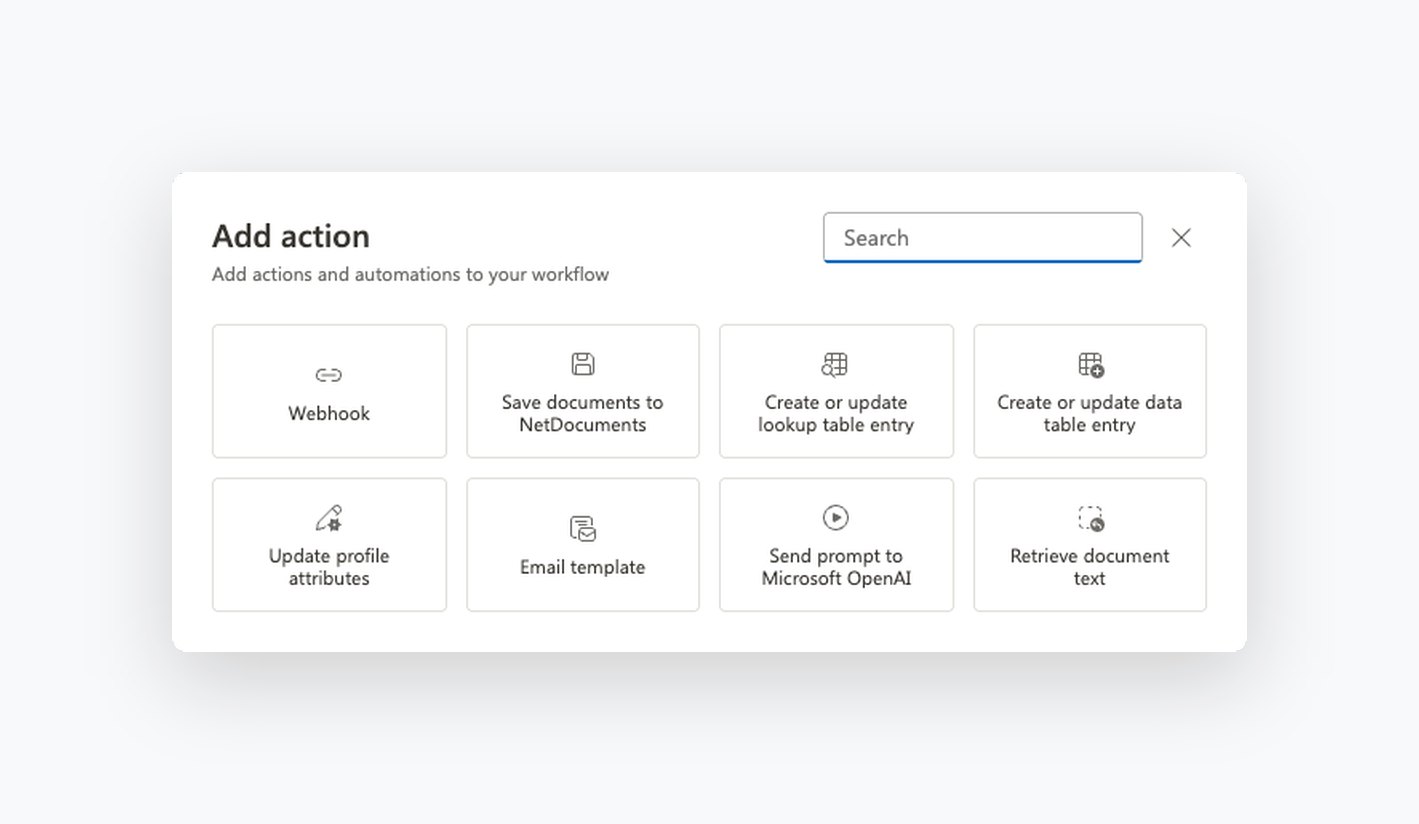 Add action
Search
Add actions and automations to your workflow
Webhook
Save documents to
NetDocuments
Create or update
lookup table entry
Create or update data
table entry
Update profile
attributes
Email template
Send prompt to
Microsoft OpenAI
Retrieve document
text